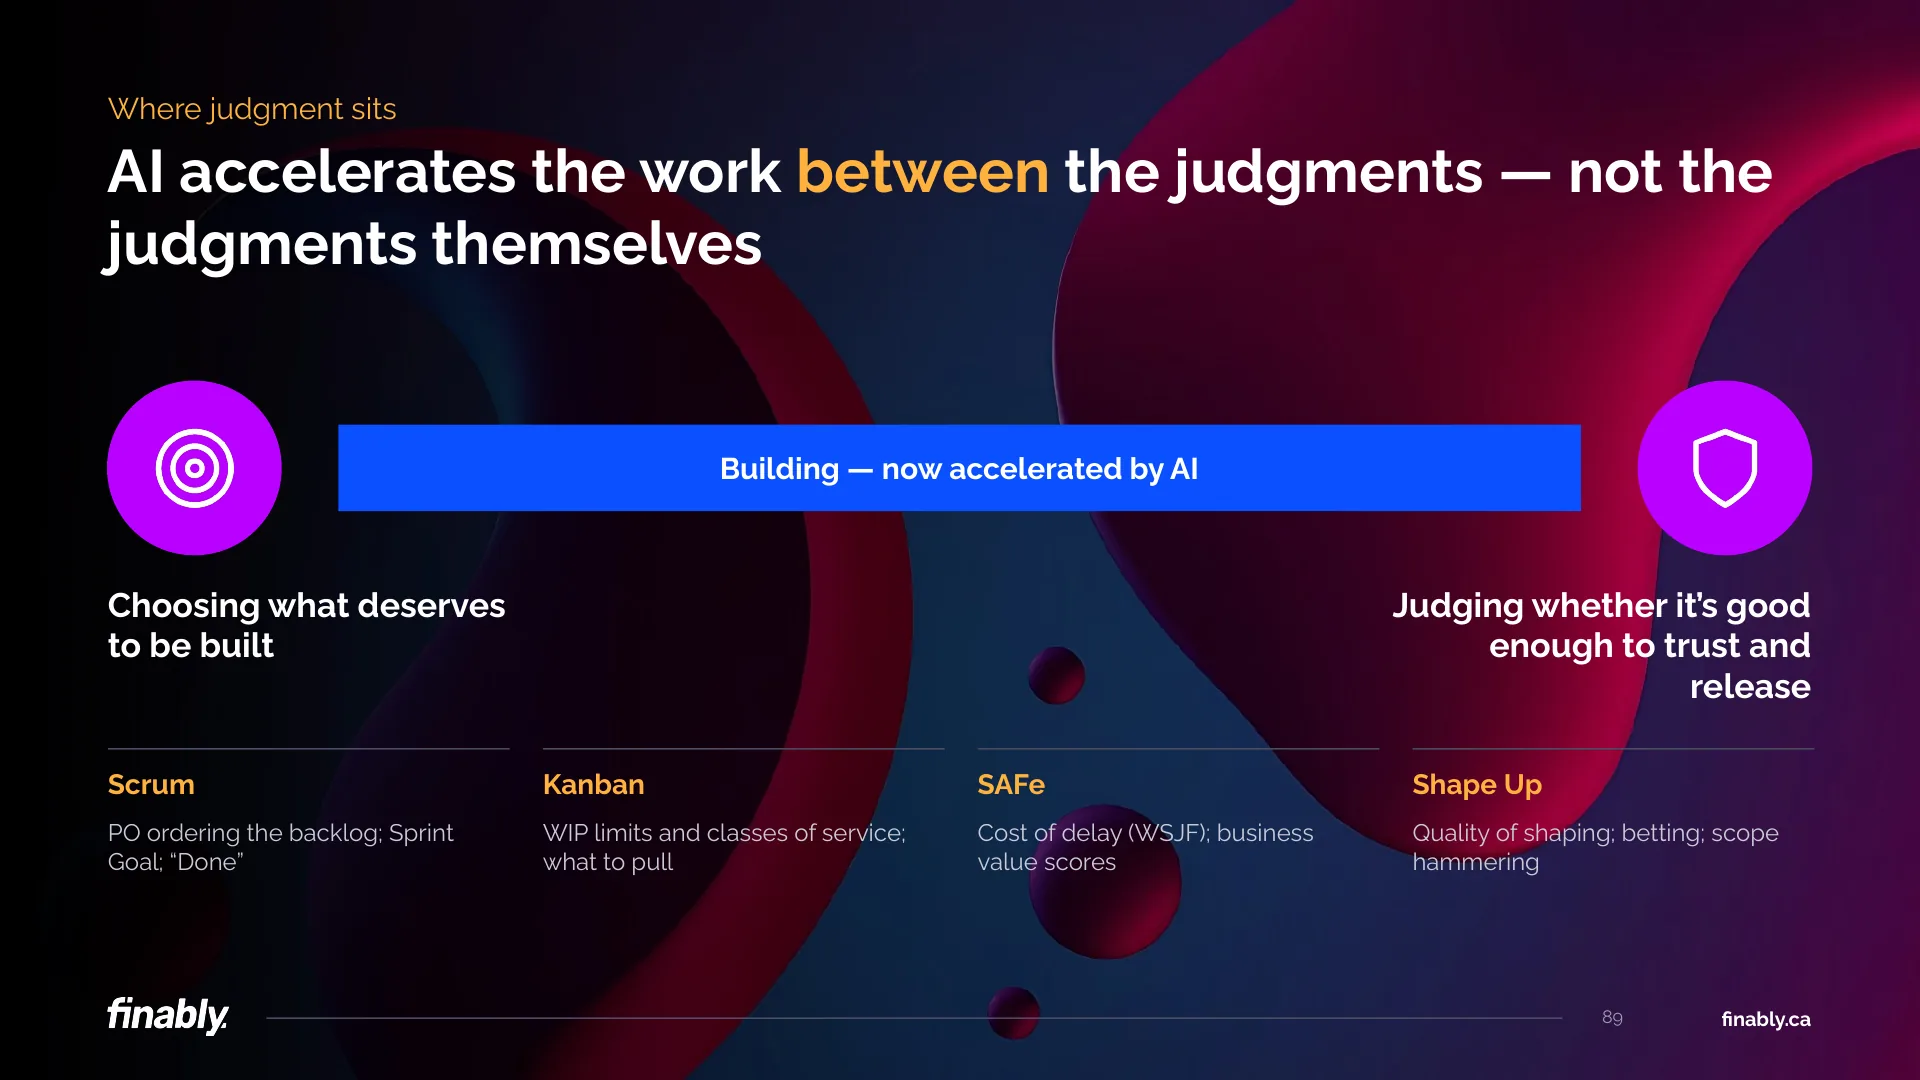 Where judgment sits
AI accelerates the work between the judgments — not the
judgments themselves
Building — now accelerated by AI
Choosing what deserves
to be built
Judging whether it’s good
enough to trust and
release
Scrum
PO ordering the backlog; Sprint
Goal; “Done”
Kanban
WIP limits and classes of service;
what to pull
SAFe
Cost of delay (WSJF); business
value scores
Shape Up
Quality of shaping; betting; scope
hammering
finably.
89
finably.ca